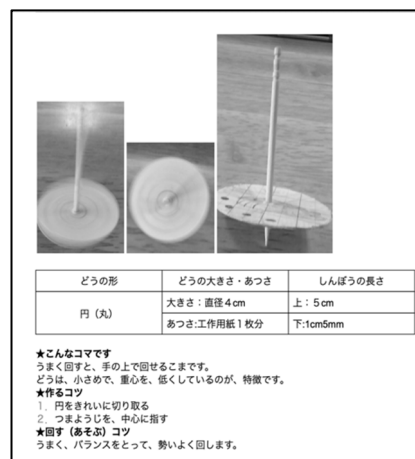 どうの形 どうの大きさ・あつさ しんぼうの長さ
円（丸） 大きさ：直径４cm 上：５cm
あつさ:工作用紙１枚分 下:1cm5mm
★こんなコマです
うまく回すと、手の上で回せるこまです。
どうは、小さめで、重心を、低くしているのが、特徴です。
★作るコツ
1．円をきれいに切り取る
2．つまようじを、中心に指す
★回す（あそぶ）コツ
うまく、バランスをとって、勢いよく回します。